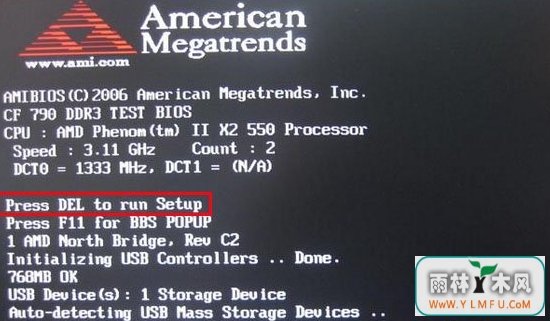 American
Megatrends
www.ami.com
AMIBIOS(C)2006 American Megatrends, Inc.
CF 790 DDR3 TEST BIOS
CPU : AMD Phenom(tm) II X2 550 Processor
Speed : 3.11 GHz Count : 2
DCT0 = 1333 MHz, DCT1 = (N/A)
Press DEL to run Setup
Press F11 for BBS POPUP
1 AMD North Bridge, Rev C2
Initializing USB Controllers .. Done.
768MB OK
USB Device(s): 1 Storage Device
Auto-detecting USB Mass Storage Devices ..
雨林木风
WWW.YLMFU.COM